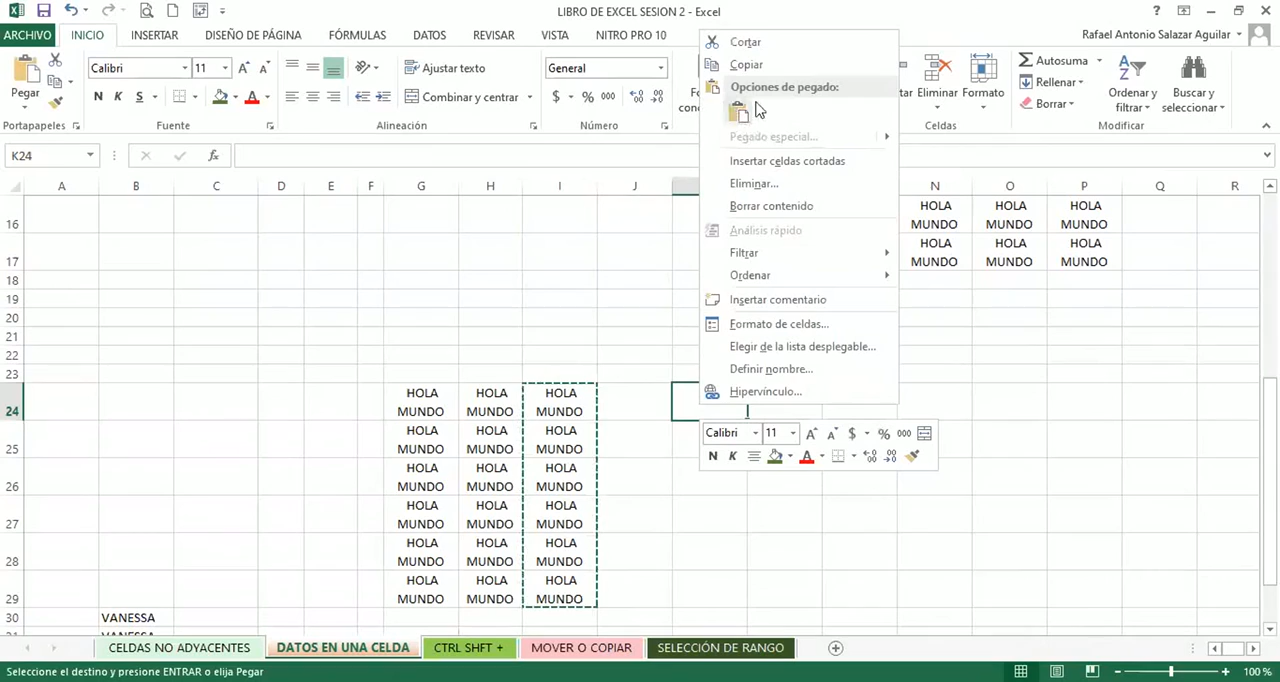 LIBRO DE EXCEL SESION 2 - Excel
ARCHIVO INICIO INSERTAR DISEÑO DE PÁGINA FÓRMULAS DATOS REVISAR VISTA NITRO PRO 10 Rafael Antonio Salazar Aguilar
Pegar
Calibri 11
N K S
Ajustar texto
Combinar y centrar
General
$ % 000
Eliminar Formato
Autosuma
Rellenar
Borrar
Ordenar y
filtrar
Buscar y
seleccionar
Portapapeles Fuente Alineación Número Celdas Modificar
K24 fx
A B C D E F G H I J N O P Q R
Cortar
Copiar
Opciones de pegado:
Pegado especial...
Insertar celdas cortadas
Eliminar...
Borrar contenido
Análisis rápido
Filtrar
Ordenar
Insertar comentario
Formato de celdas...
Elegir de la lista desplegable...
Definir nombre...
Hipervínculo...
Calibri 11 A A $ % 000
N K A
HOLA HOLA HOLA
16 MUNDO MUNDO MUNDO
HOLA HOLA HOLA
17 MUNDO MUNDO MUNDO
18
19
20
21
22
23
HOLA HOLA HOLA
24 MUNDO MUNDO MUNDO
HOLA HOLA HOLA
25 MUNDO MUNDO MUNDO
HOLA HOLA HOLA
26 MUNDO MUNDO MUNDO
HOLA HOLA HOLA
27 MUNDO MUNDO MUNDO
HOLA HOLA HOLA
28 MUNDO MUNDO MUNDO
HOLA HOLA HOLA
29 MUNDO MUNDO MUNDO
30 VANESSA
CELDAS NO ADYACENTES DATOS EN UNA CELDA CTRL SHFT + MOVER O COPIAR SELECCIÓN DE RANGO
Seleccione el destino y presione ENTRAR o elija Pegar 100 %